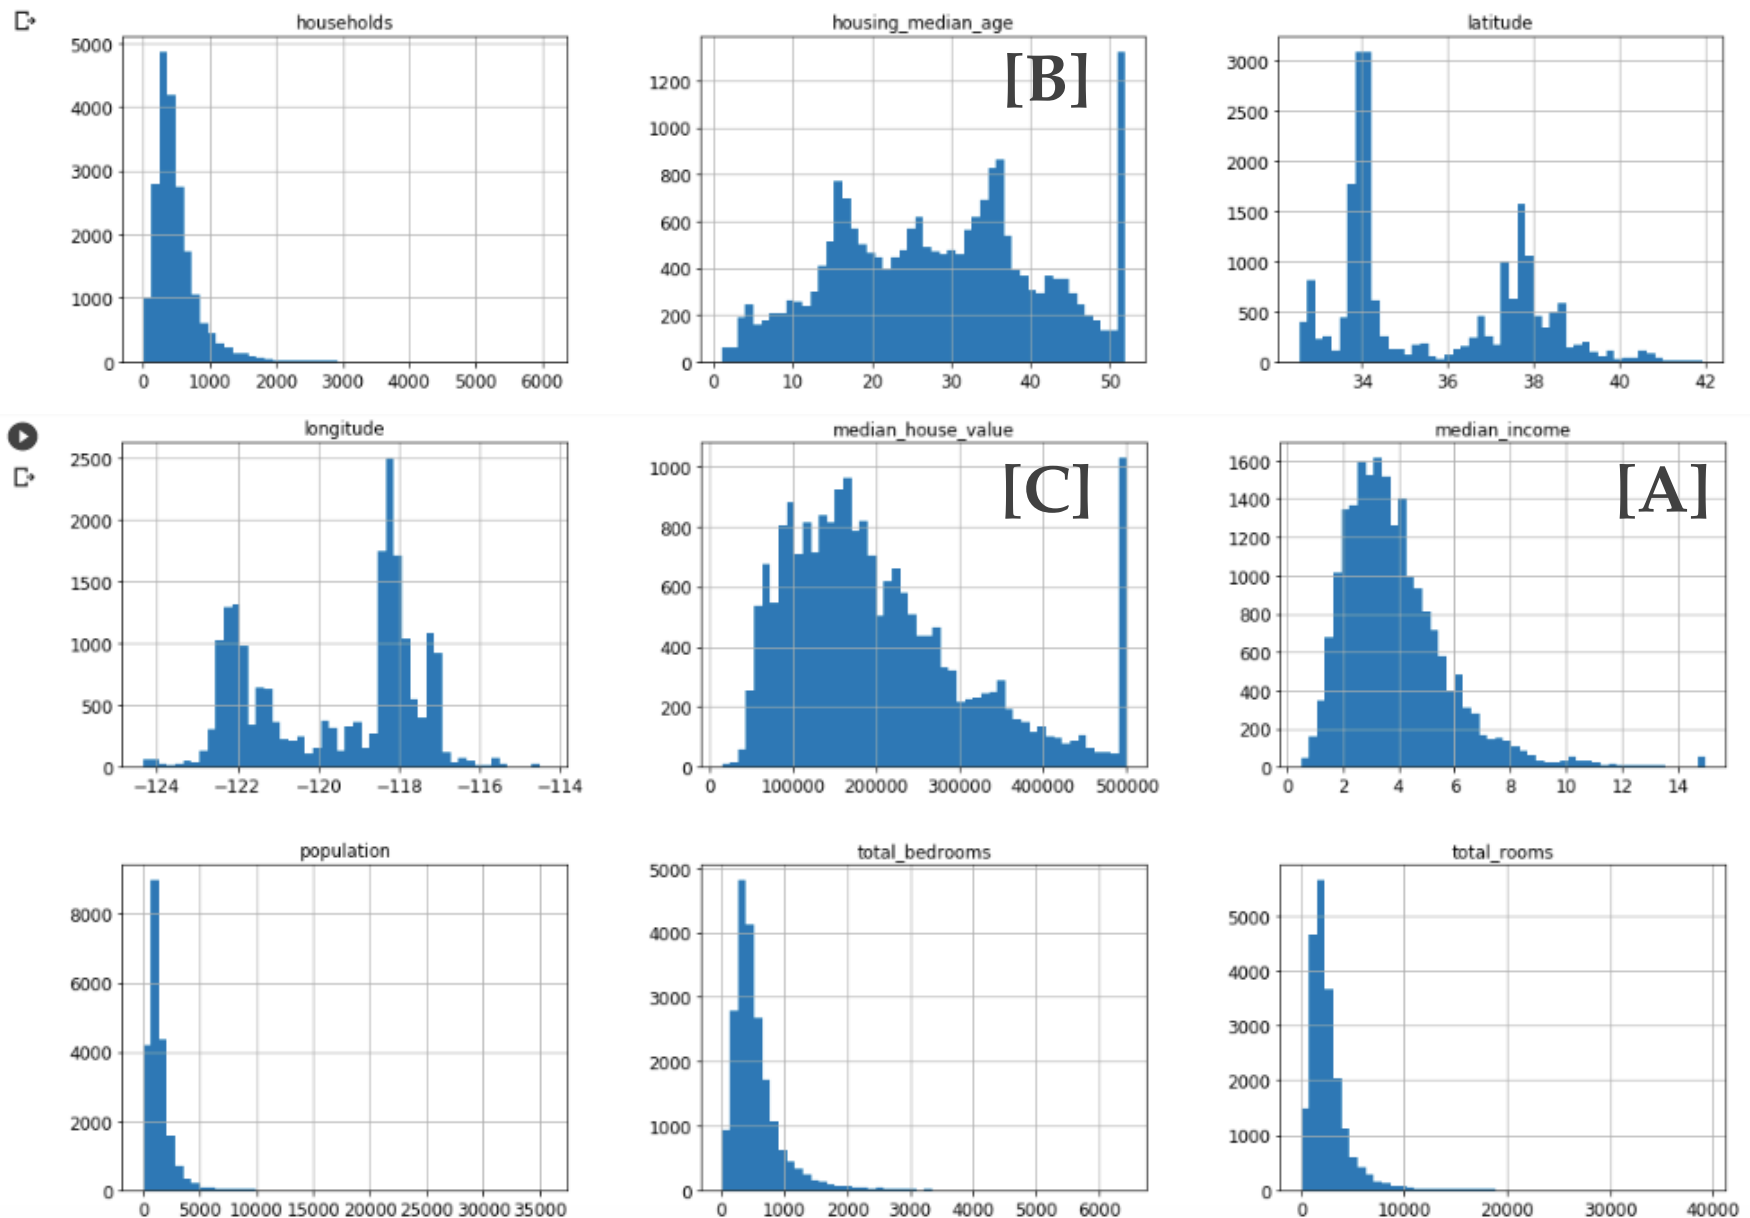 households
5000
4000
3000
2000
1000
0
0 1000 2000 3000 4000 5000 6000
housing_median_age
[B]
1200
1000
800
600
400
200
0
0 10 20 30 40 50
latitude
3000
2500
2000
1500
1000
500
0
34 36 38 40 42
longitude
2500
2000
1500
1000
500
0
−124 −122 −120 −118 −116 −114
median_house_value
[C]
1000
800
600
400
200
0
0 100000 200000 300000 400000 500000
median_income
[A]
1600
1400
1200
1000
800
600
400
200
0
0 2 4 6 8 10 12 14
population
8000
6000
4000
2000
0
0 5000 10000 15000 20000 25000 30000 35000
total_bedrooms
5000
4000
3000
2000
1000
0
0 1000 2000 3000 4000 5000 6000
total_rooms
5000
4000
3000
2000
1000
0
0 10000 20000 30000 40000